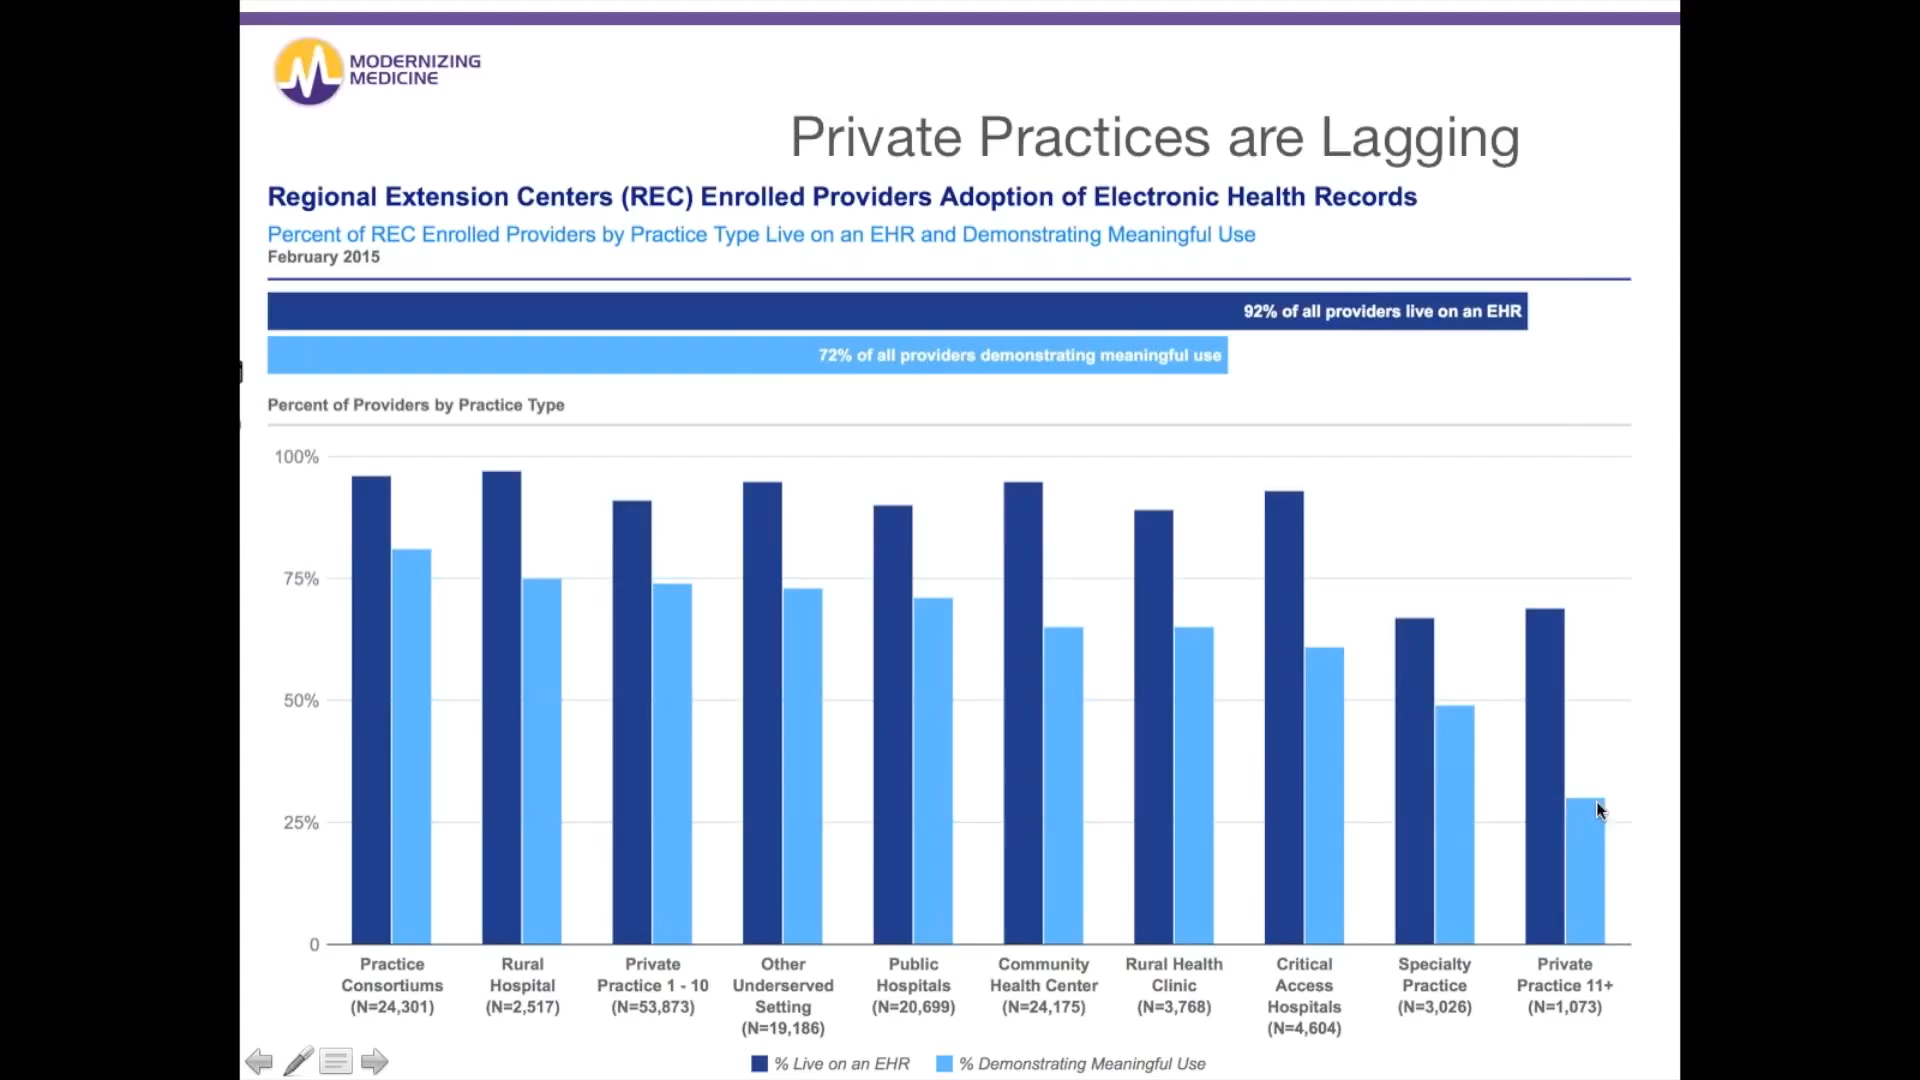 MODERNIZING
MEDICINE
Private Practices are Lagging
Regional Extension Centers (REC) Enrolled Providers Adoption of Electronic Health Records
Percent of REC Enrolled Providers by Practice Type Live on an EHR and Demonstrating Meaningful Use
February 2015
92% of all providers live on an EHR
72% of all providers demonstrating meaningful use
Percent of Providers by Practice Type
100%
75%
50%
25%
0
Practice
Consortiums
(N=24,301)
Rural
Hospital
(N=2,517)
Private
Practice 1 - 10
(N=53,873)
Other
Underserved
Setting
(N=19,186)
Public
Hospitals
(N=20,699)
Community
Health Center
(N=24,175)
Rural Health
Clinic
(N=3,768)
Critical
Access
Hospitals
(N=4,604)
Specialty
Practice
(N=3,026)
Private
Practice 11+
(N=1,073)
% Live on an EHR
% Demonstrating Meaningful Use